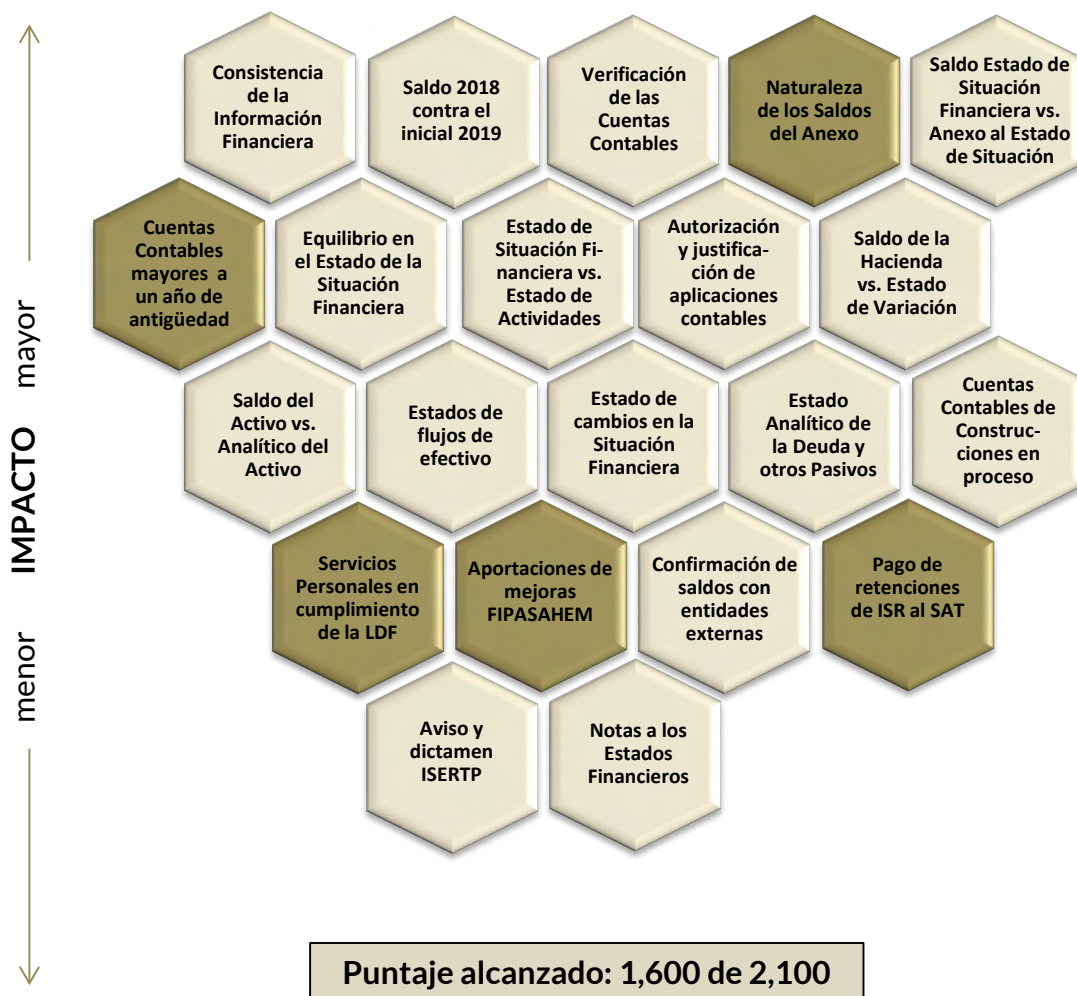 IMPACTO
mayor
menor
Consistencia
de la
Información
Financiera
Saldo 2018
contra el
inicial 2019
Verificación
de las
Cuentas
Contables
Naturaleza
de los Saldos
del Anexo
Saldo Estado de
Situación
Financiera vs.
Anexo al Estado
de Situación
Cuentas
Contables
mayores a
un año de
antigüedad
Equilibrio en
el Estado de la
Situación
Financiera
Estado de
Situación Fi-
nanciera vs.
Estado de
Actividades
Autorización
y justifica-
ción de
aplicaciones
contables
Saldo de la
Hacienda
vs. Estado
de Variación
Saldo del
Activo vs.
Analítico del
Activo
Estados de
flujos de
efectivo
Estado de
cambios en la
Situación
Financiera
Estado
Analítico de
la Deuda y
otros Pasivos
Cuentas
Contables de
Construc-
ciones en
proceso
Servicios
Personales en
cumplimiento
de la LDF
Aportaciones de
mejoras
FIPASAHEM
Confirmación de
saldos con
entidades
externas
Pago de
retenciones
de ISR al SAT
Aviso y
dictamen
ISERTP
Notas a los
Estados
Financieros
Puntaje alcanzado: 1,600 de 2,100